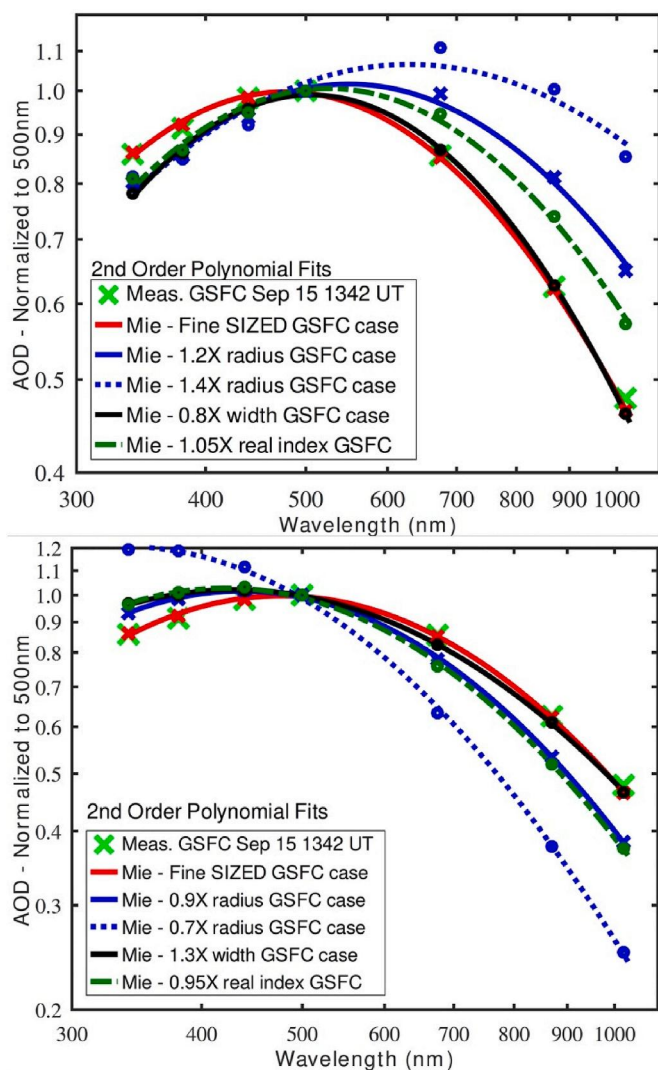 1.1
1.0
0.9
0.8
0.7
0.6
0.5
0.4
AOD - Normalized to 500nm
2nd Order Polynomial Fits
Meas. GSFC Sep 15 1342 UT
Mie - Fine SIZED GSFC case
Mie - 1.2X radius GSFC case
Mie - 1.4X radius GSFC case
Mie - 0.8X width GSFC case
Mie - 1.05X real index GSFC
300 400 500 600 700 800 900 1000
Wavelength (nm)
1.2
1.1
1.0
0.9
0.8
0.7
0.6
0.5
0.4
0.3
0.2
AOD - Normalized to 500nm
2nd Order Polynomial Fits
Meas. GSFC Sep 15 1342 UT
Mie - Fine SIZED GSFC case
Mie - 0.9X radius GSFC case
Mie - 0.7X radius GSFC case
Mie - 1.3X width GSFC case
Mie - 0.95X real index GSFC
300 400 500 600 700 800 900 1000
Wavelength (nm)